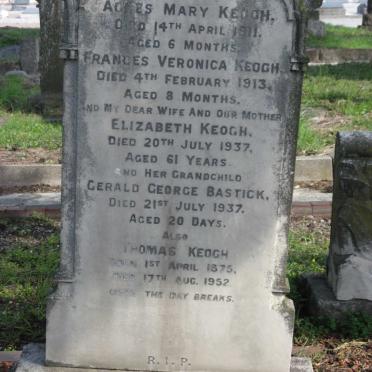 Agnes Mary Keogh,
Died 14th April 1911.
Aged 6 Months.
Frances Veronica Keogh
Died 4th February 1913.
Aged 8 Months.
And My Dear Wife And Our Mother
Elizabeth Keogh.
Died 20th July 1937.
Aged 61 Years.
And Her Grandchild
Gerald George Bastick,
Died 21st July 1937.
Aged 20 Days.
Also
Thomas Keogh
Born 1st April 1875,
Died 17th Aug. 1952
Until The Day Breaks.
R.I.P.